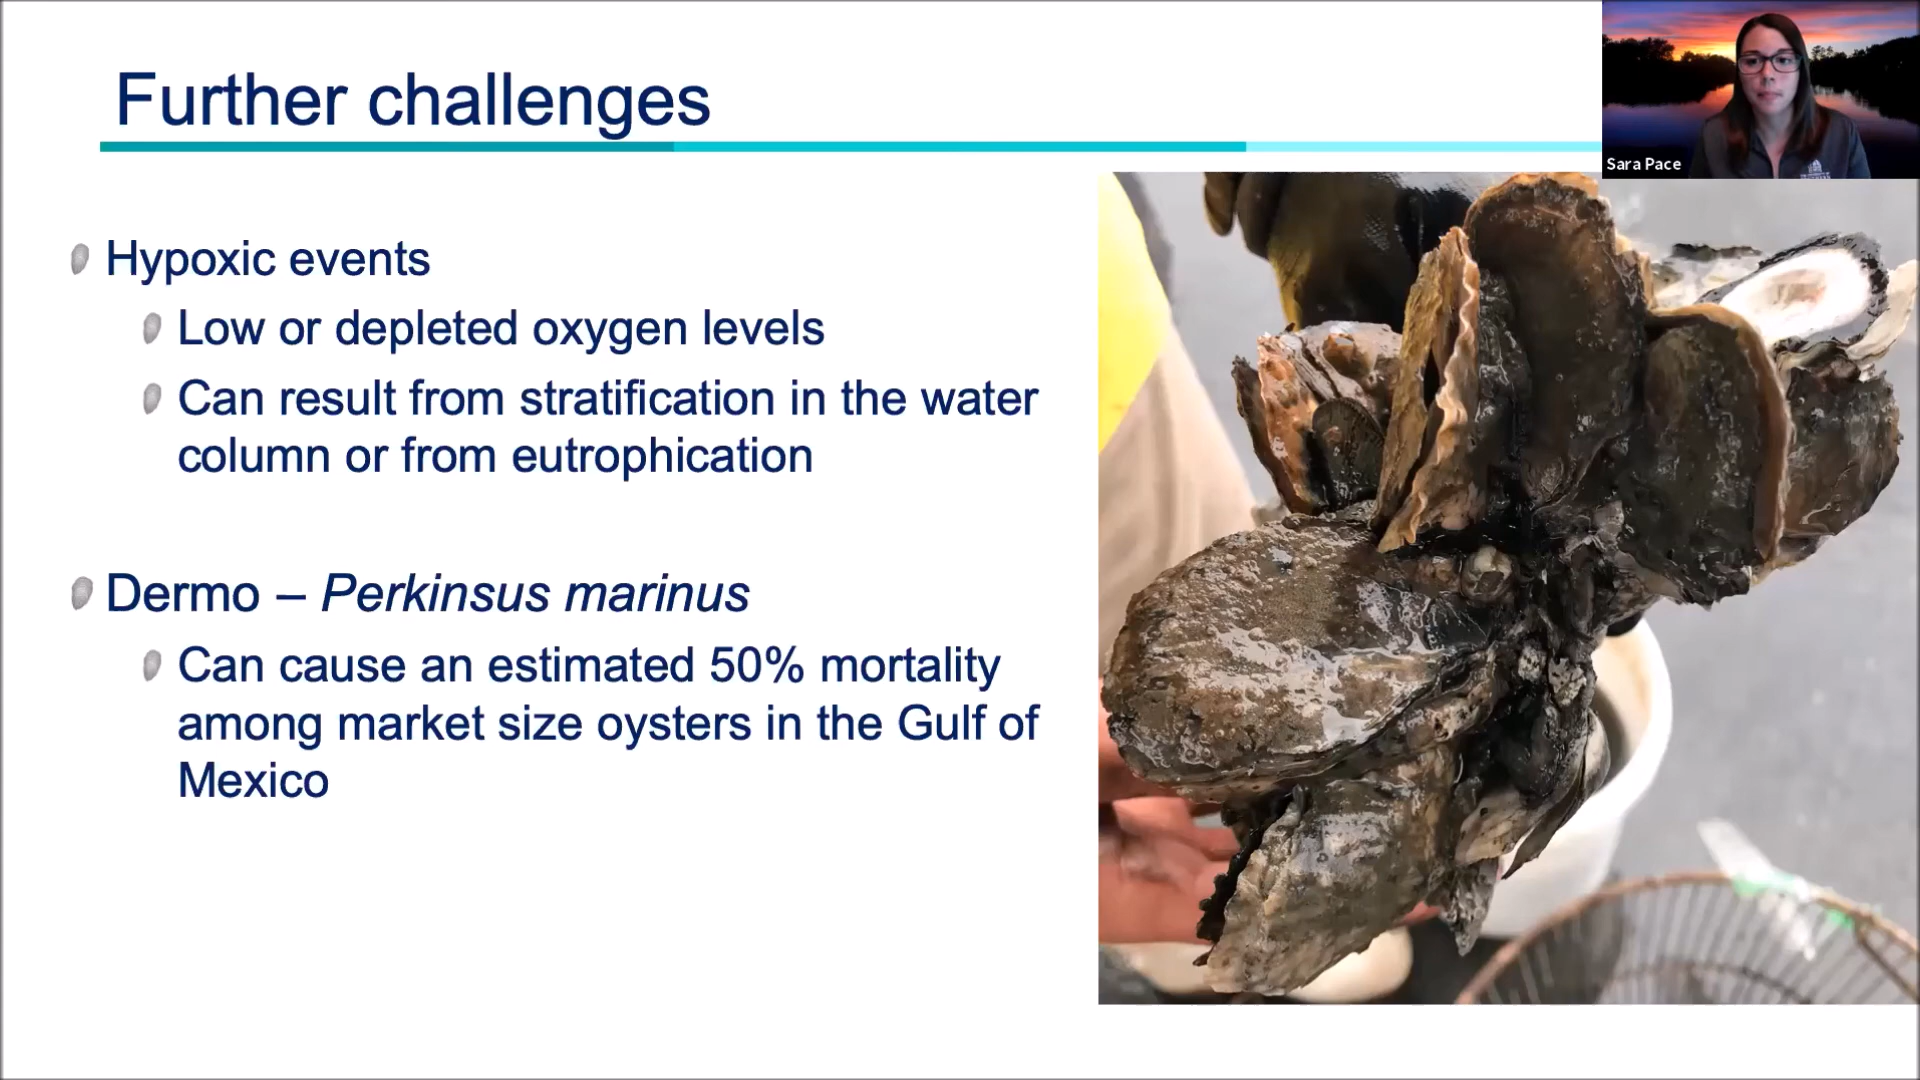 Further challenges
Sara Pace
Hypoxic events
Low or depleted oxygen levels
Can result from stratification in the water
column or from eutrophication
Dermo – Perkinsus marinus
Can cause an estimated 50% mortality
among market size oysters in the Gulf of
Mexico